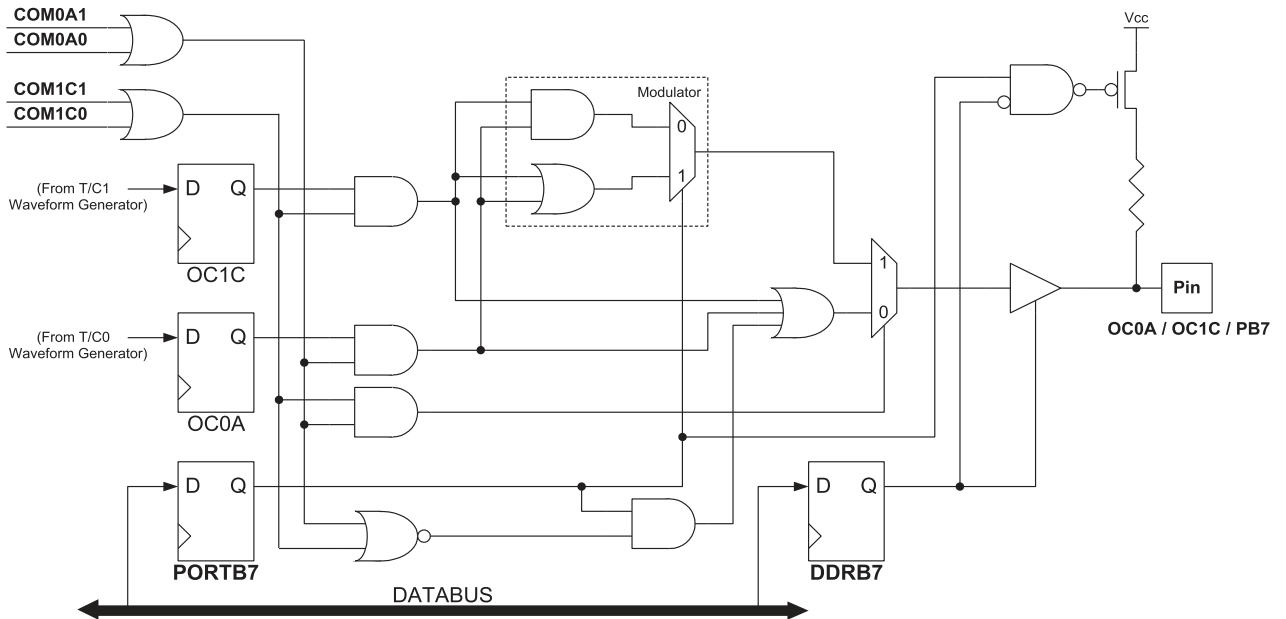 COM0A1
COM0A0
COM1C1
COM1C0
Vcc
Modulator
0
1
(From T/C1
Waveform Generator)
D Q
OC1C
1
0
Pin
OC0A / OC1C / PB7
(From T/C0
Waveform Generator)
D Q
OC0A
D Q
PORTB7
D Q
DDRB7
DATABUS